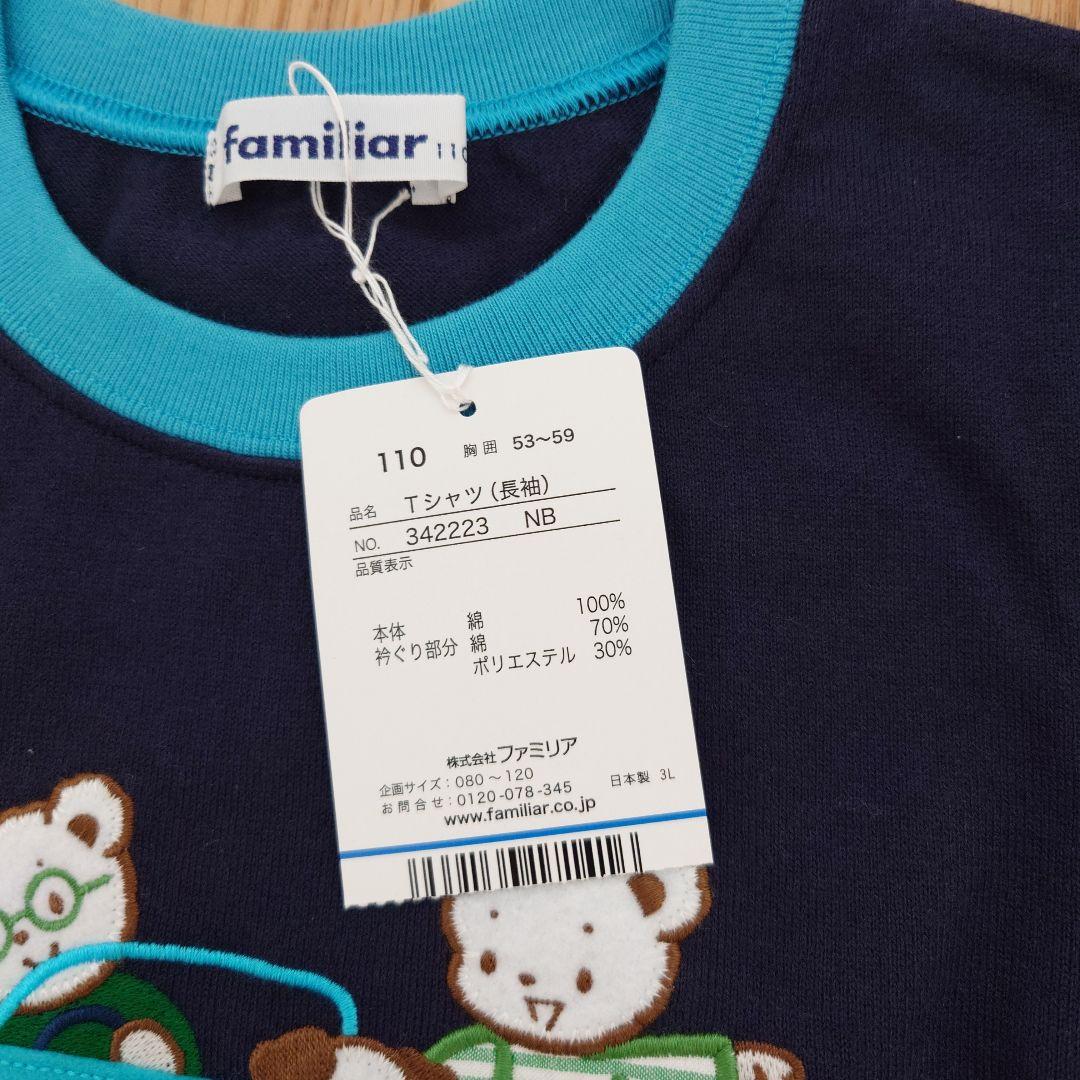 familiar 110
110 胸囲 53～59
品名 Tシャツ（長袖）
NO. 342223 NB
品質表示
本体 綿 100%
衿ぐり部分 綿 70%
ポリエステル 30%
株式会社ファミリア
企画サイズ：080～120
お問合せ：0120-078-345 日本製 3L
www.familiar.co.jp